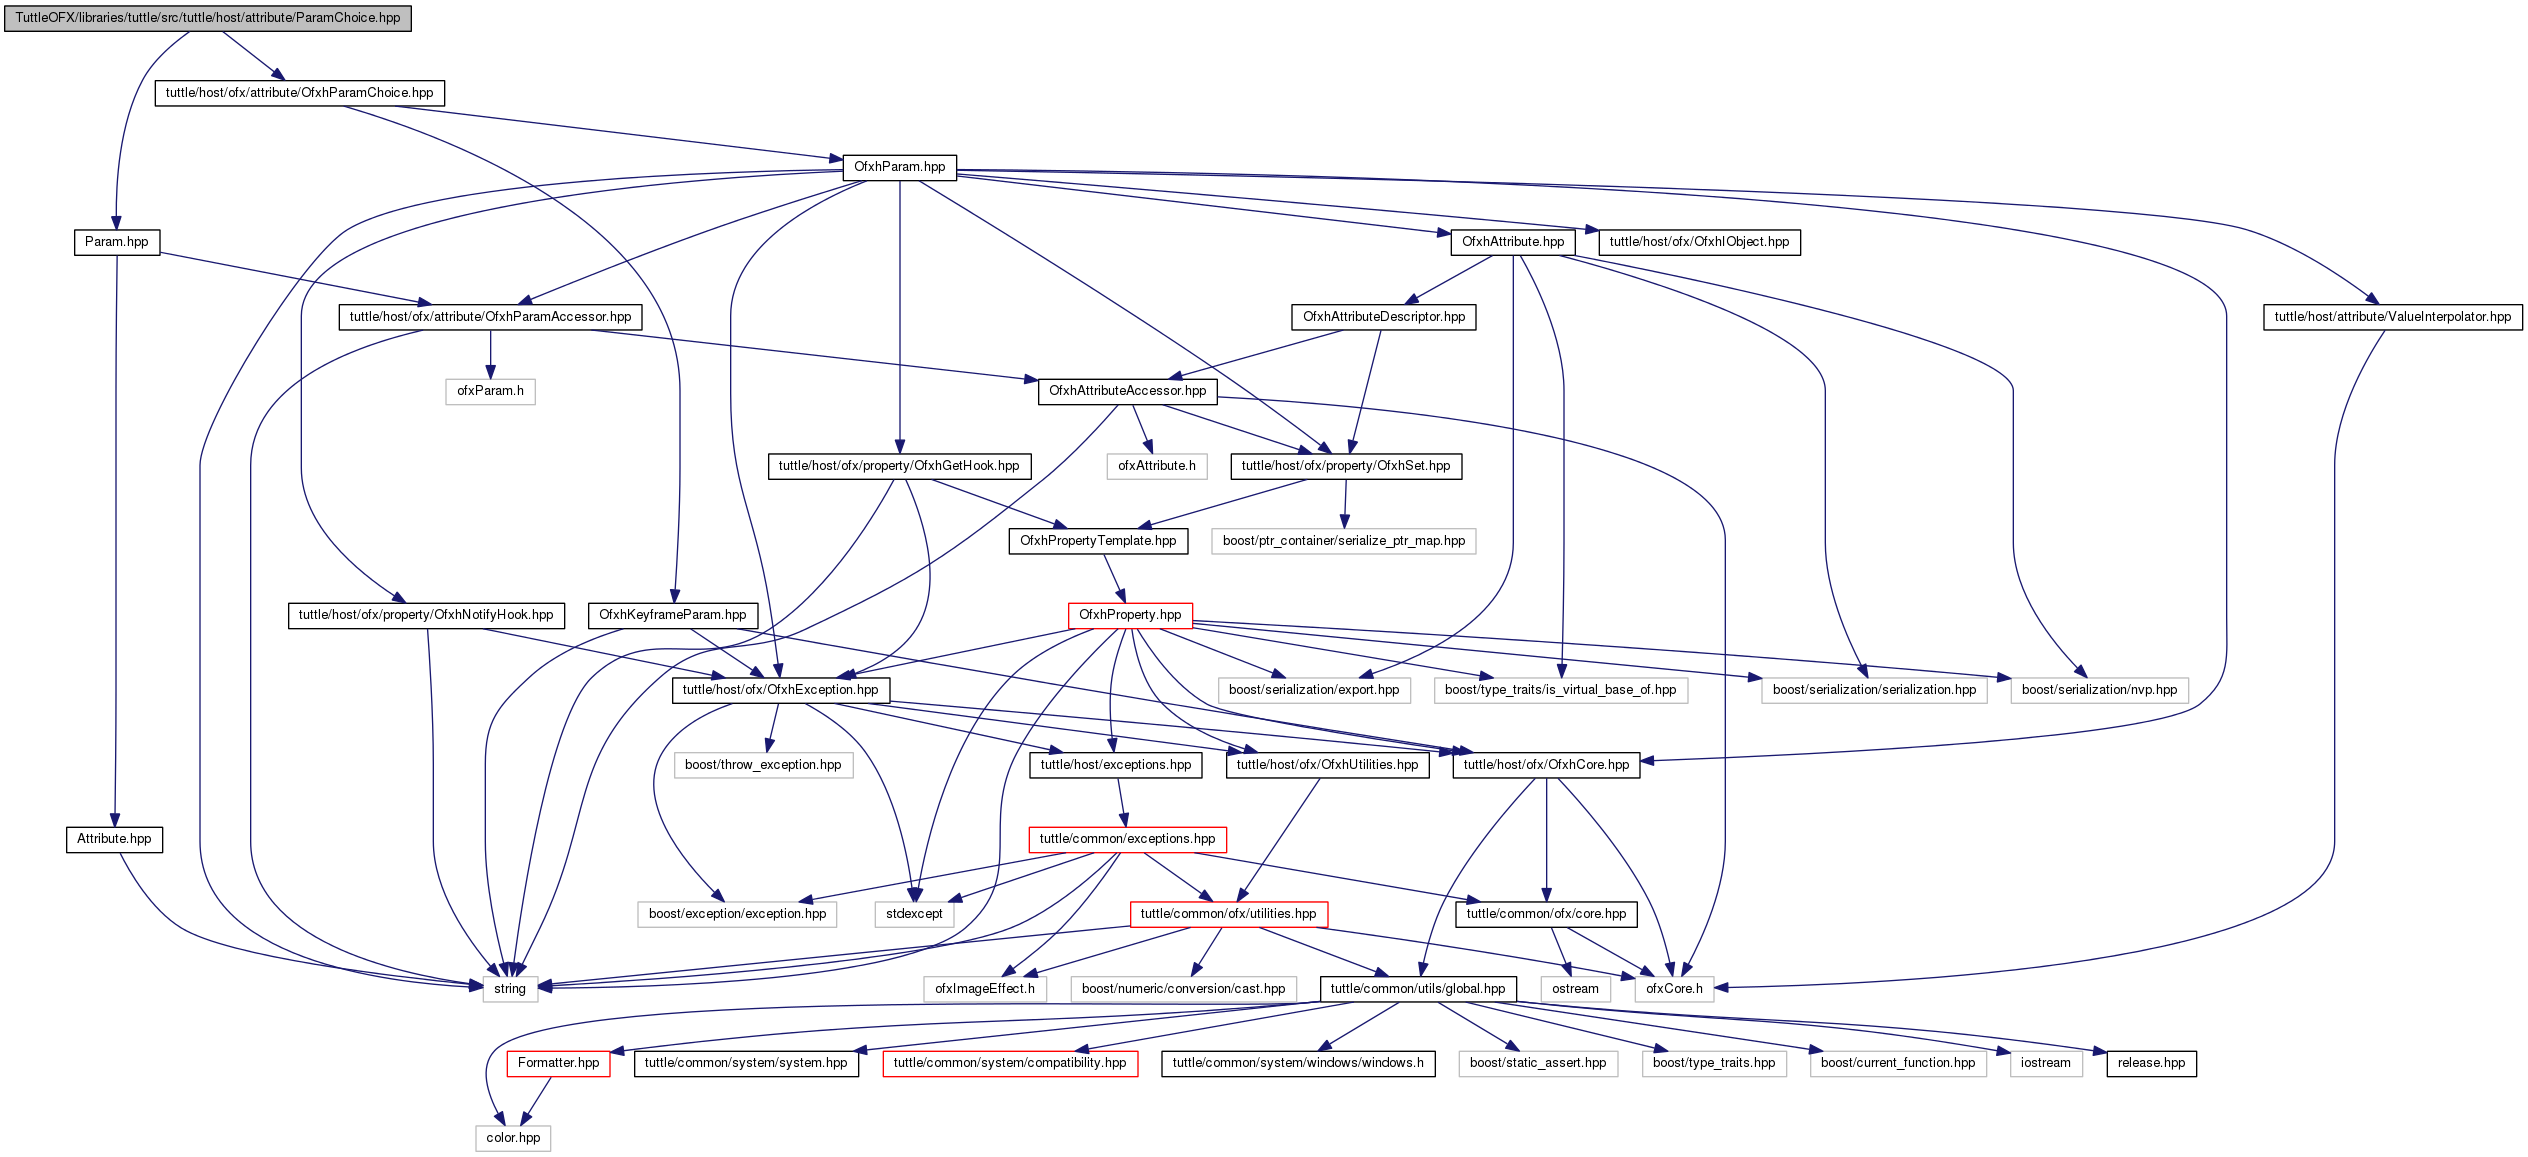 TuttleOFX/libraries/tuttle/src/tuttle/host/attribute/ParamChoice.hpp
tuttle/host/ofx/attribute/OfxhParamChoice.hpp
OfxhParam.hpp
Param.hpp
OfxhAttribute.hpp
tuttle/host/ofx/OfxhIObject.hpp
tuttle/host/ofx/attribute/OfxhParamAccessor.hpp
OfxhAttributeDescriptor.hpp
tuttle/host/attribute/ValueInterpolator.hpp
ofxParam.h
OfxhAttributeAccessor.hpp
tuttle/host/ofx/property/OfxhGetHook.hpp
ofxAttribute.h
tuttle/host/ofx/property/OfxhSet.hpp
OfxhPropertyTemplate.hpp
boost/ptr_container/serialize_ptr_map.hpp
tuttle/host/ofx/property/OfxhNotifyHook.hpp
OfxhKeyframeParam.hpp
OfxhProperty.hpp
tuttle/host/ofx/OfxhException.hpp
boost/serialization/export.hpp
boost/type_traits/is_virtual_base_of.hpp
boost/serialization/serialization.hpp
boost/serialization/nvp.hpp
boost/throw_exception.hpp
tuttle/host/exceptions.hpp
tuttle/host/ofx/OfxhUtilities.hpp
tuttle/host/ofx/OfxhCore.hpp
Attribute.hpp
tuttle/common/exceptions.hpp
boost/exception/exception.hpp
stdexcept
tuttle/common/ofx/utilities.hpp
tuttle/common/ofx/core.hpp
string
ofxImageEffect.h
boost/numeric/conversion/cast.hpp
tuttle/common/utils/global.hpp
ostream
ofxCore.h
Formatter.hpp
tuttle/common/system/system.hpp
tuttle/common/system/compatibility.hpp
tuttle/common/system/windows/windows.h
boost/static_assert.hpp
boost/type_traits.hpp
boost/current_function.hpp
iostream
release.hpp
color.hpp